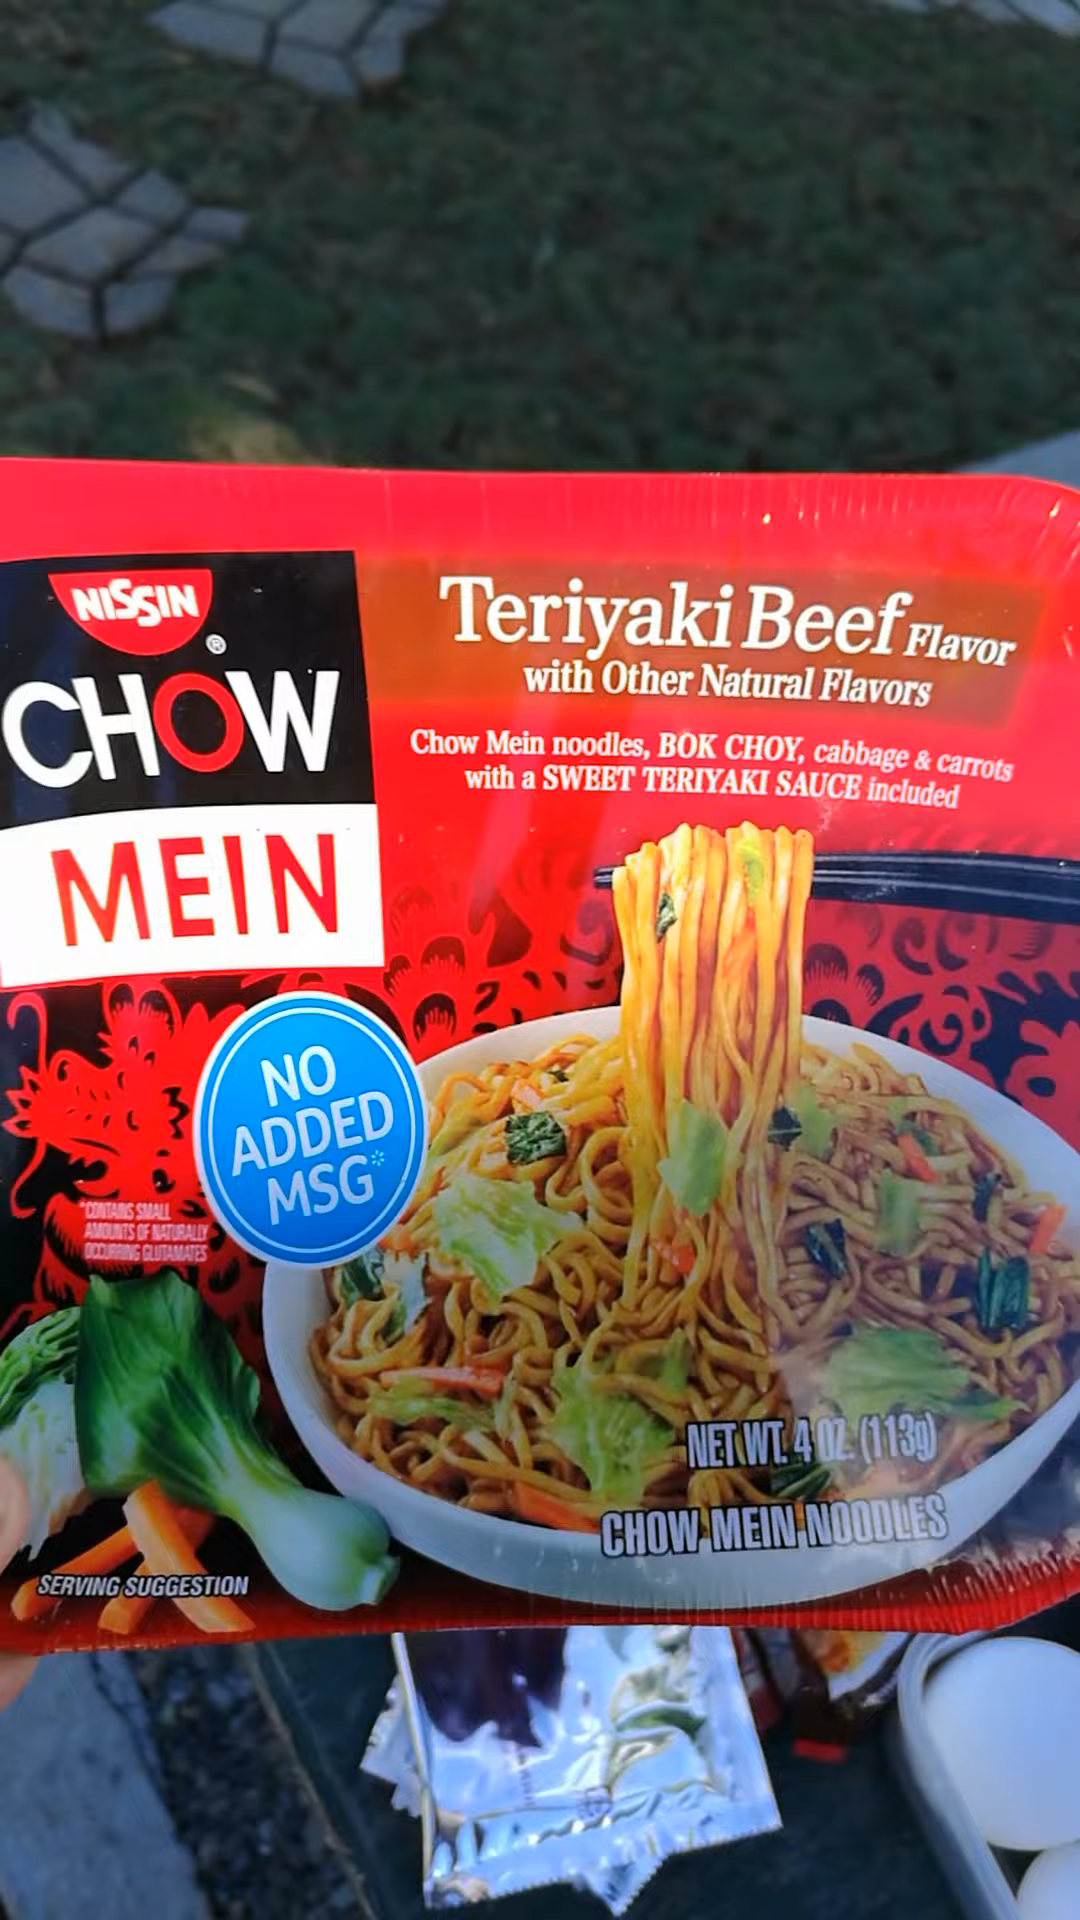 NISSIN
®
CHOW
MEIN
Teriyaki Beef Flavor
with Other Natural Flavors
Chow Mein noodles, BOK CHOY, cabbage & carrots
with a SWEET TERIYAKI SAUCE included
NO
ADDED
MSG*
*CONTAINS SMALL
AMOUNTS OF NATURALLY
OCCURRING GLUTAMATES
NET WT. 4 OZ. (113g)
CHOW MEIN NOODLES
SERVING SUGGESTION